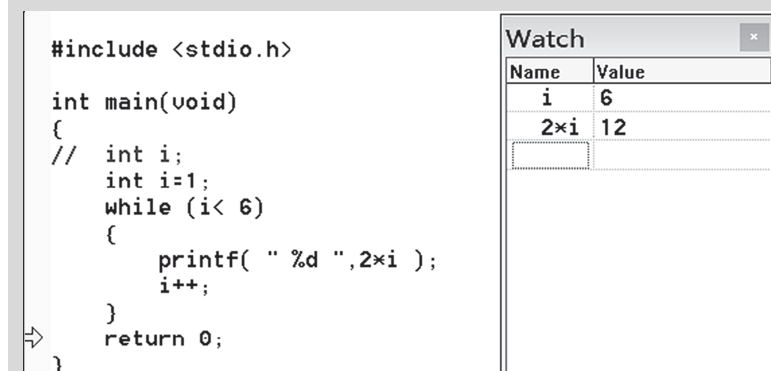 #include <stdio.h>
int main(void)
{
// int i;
int i=1;
while (i< 6)
{
printf( " %d ",2*i );
i++;
}
return 0;
}
Watch
Name Value
i 6
2*i 12